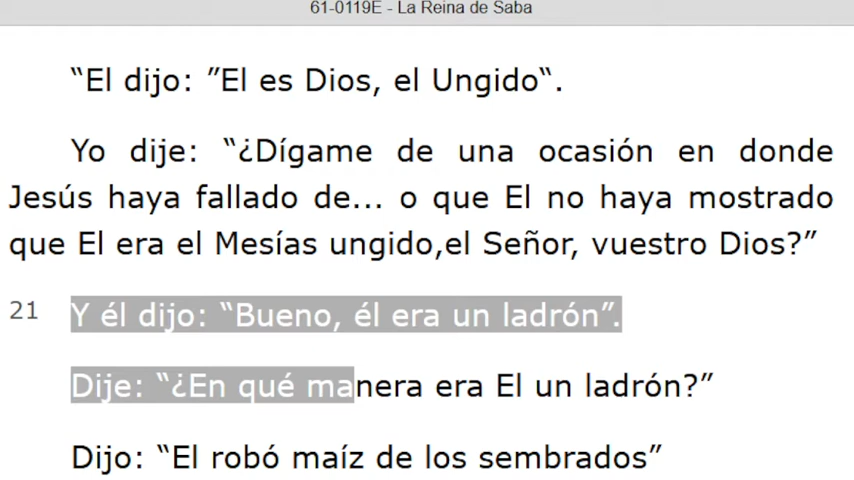 61-0119E - La Reina de Saba
“El dijo: ”El es Dios, el Ungido“.
Yo dije: “¿Dígame de una ocasión en donde
Jesús haya fallado de... o que El no haya mostrado
que El era el Mesías ungido,el Señor, vuestro Dios?”
21 Y él dijo: “Bueno, él era un ladrón”.
Dije: “¿En qué manera era El un ladrón?”
Dijo: “El robó maíz de los sembrados”